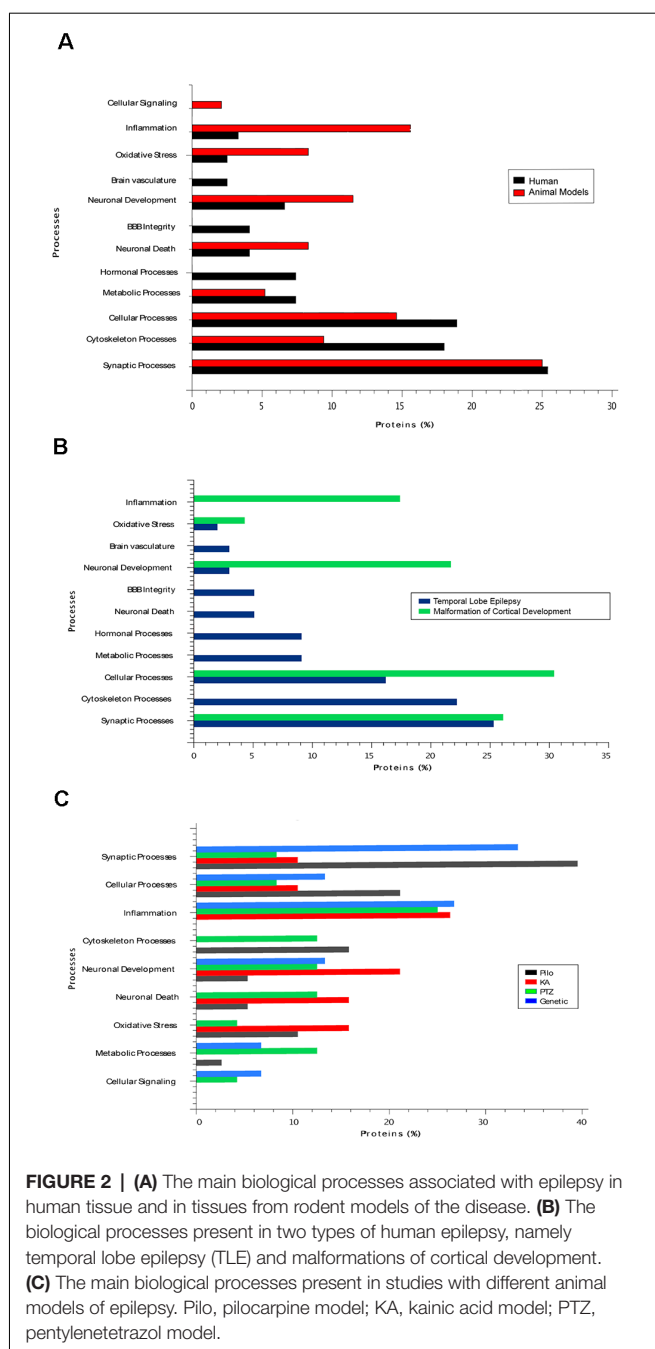 A
Cellular Signaling
Inflammation
Oxidative Stress
Brain vasculature
Neuronal Development
BBB Integrity
Neuronal Death
Hormonal Processes
Metabolic Processes
Cellular Processes
Cytoskeleton Processes
Synaptic Processes
Processes
Human
Animal Models
0 5 10 15 20 25 30
Proteins (%)
B
Inflammation
Oxidative Stress
Brain vasculature
Neuronal Development
BBB Integrity
Neuronal Death
Hormonal Processes
Metabolic Processes
Cellular Processes
Cytoskeleton Processes
Synaptic Processes
Processes
Temporal Lobe Epilepsy
Malformation of Cortical Development
0 5 10 15 20 25 30 35
Proteins (%)
C
Synaptic Processes
Cellular Processes
Inflammation
Cytoskeleton Processes
Neuronal Development
Neuronal Death
Oxidative Stress
Metabolic Processes
Cellular Signaling
Processes
Pilo
KA
PTZ
Genetic
0 10 20 30 40
Proteins (%)
FIGURE 2 | (A) The main biological processes associated with epilepsy in
human tissue and in tissues from rodent models of the disease. (B) The
biological processes present in two types of human epilepsy, namely
temporal lobe epilepsy (TLE) and malformations of cortical development.
(C) The main biological processes present in studies with different animal
models of epilepsy. Pilo, pilocarpine model; KA, kainic acid model; PTZ,
pentylenetetrazol model.